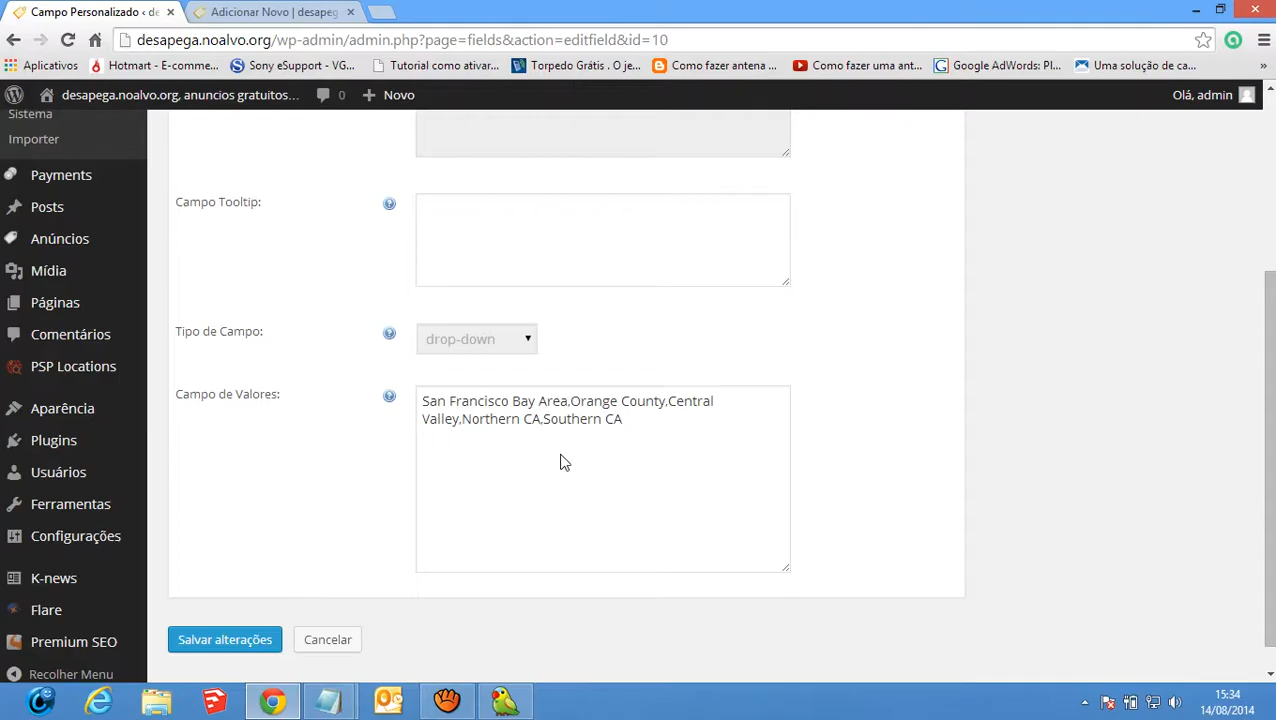 Campo Personalizado ‹ de
Adicionar Novo | desapeg
desapega.noalvo.org/wp-admin/admin.php?page=fields&action=editfield&id=10
Aplicativos
Hotmart - E-comme...
Sony eSupport - VG...
Tutorial como ativar...
Torpedo Grátis . O je...
Como fazer antena ...
Como fazer uma ant...
Google AdWords: Pl...
Uma solução de ca...
»
desapega.noalvo.org, anuncios gratuitos...
0
Novo
Olá, admin
Sistema
Importer
Payments
Posts
Anúncios
Mídia
Páginas
Comentários
PSP Locations
Aparência
Plugins
Usuários
Ferramentas
Configurações
K-news
Flare
Premium SEO
Recolher Menu
Campo Tooltip:
Tipo de Campo:
drop-down
Campo de Valores:
San Francisco Bay Area,Orange County,Central
Valley,Northern CA,Southern CA
Salvar alterações
Cancelar
15:34
14/08/2014